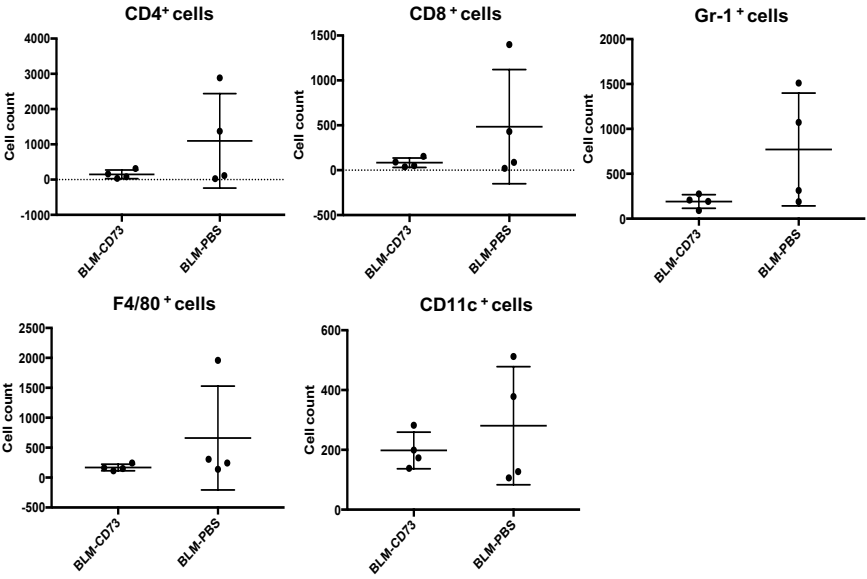 CD4+ cells
Cell count
4000
3000
2000
1000
0
-1000
BLM-CD73
BLM-PBS
CD8 + cells
Cell count
1500
1000
500
0
-500
BLM-CD73
BLM-PBS
Gr-1 + cells
Cell count
2000
1500
1000
500
0
BLM-CD73
BLM-PBS
F4/80 + cells
Cell count
2500
2000
1500
1000
500
0
-500
BLM-CD73
BLM-PBS
CD11c + cells
Cell count
600
400
200
0
BLM-CD73
BLM-PBS